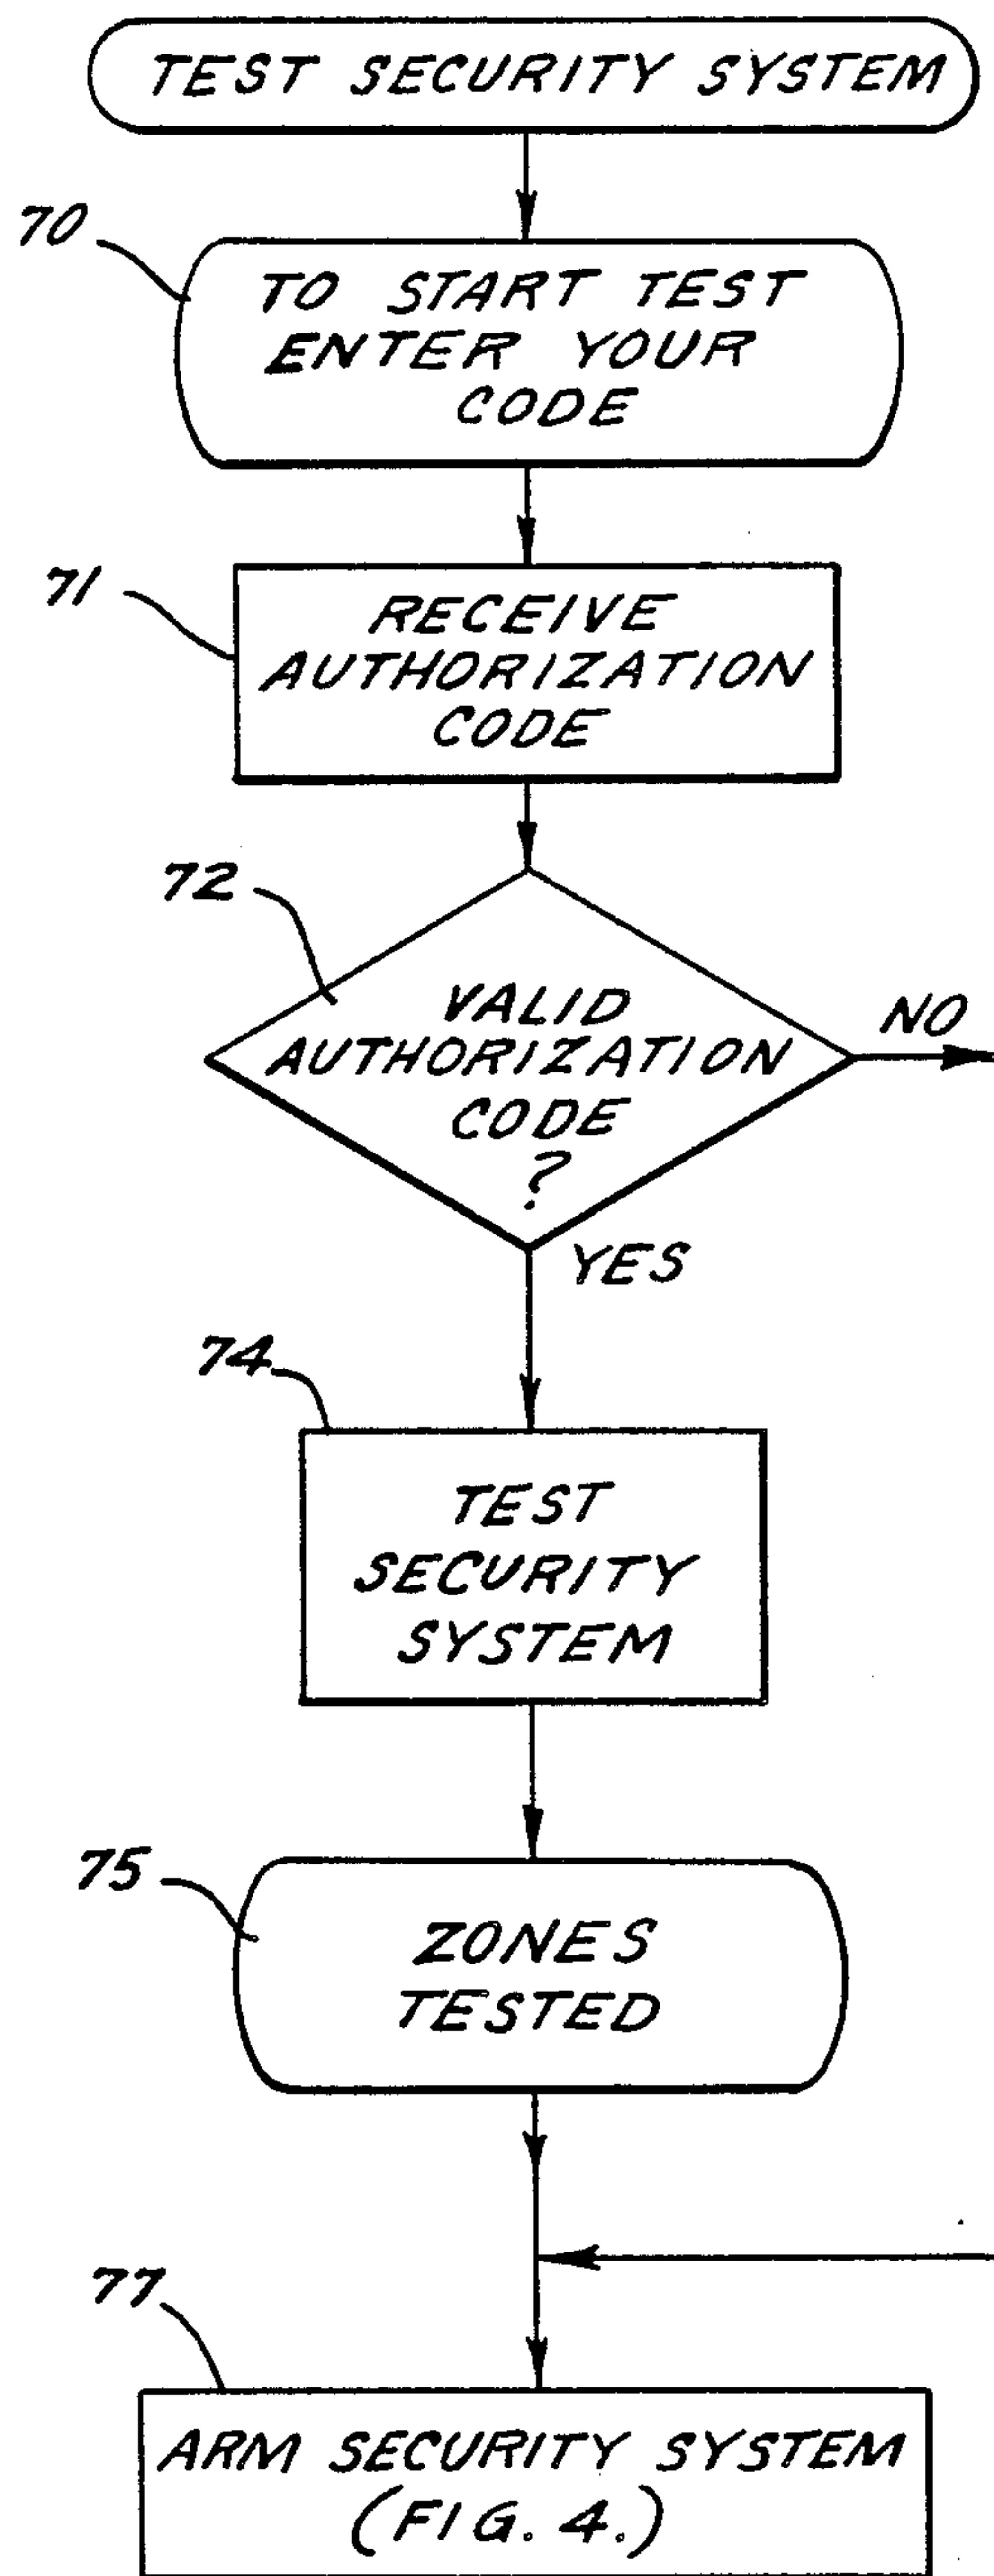 TEST SECURITY SYSTEM
70
TO START TEST
ENTER YOUR
CODE
71
RECEIVE
AUTHORIZATION
CODE
72
VALID
AUTHORIZATION
CODE
?
NO
YES
74
TEST
SECURITY
SYSTEM
75
ZONES
TESTED
77
ARM SECURITY SYSTEM
(FIG. 4.)